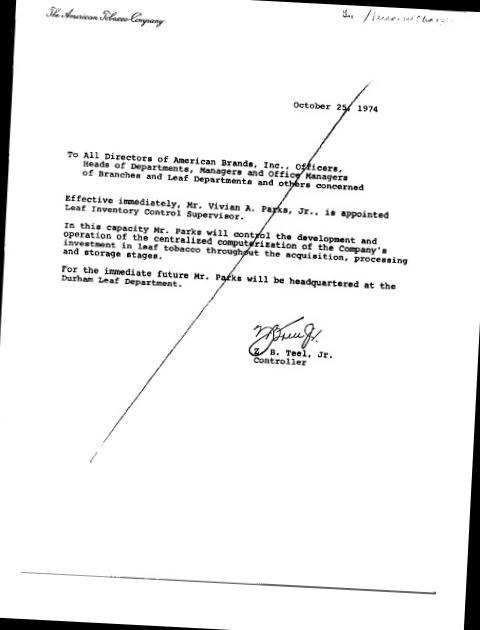 The American Tobacco Company
October 25, 1974
To All Directors of American Brands, Inc., Officers,
Heads of Departments, Managers and Office Managers
of Branches and Leaf Departments and others concerned
Effective immediately, Mr. Vivian A. Parks, Jr., is appointed
Leaf Inventory Control Supervisor.
In this capacity Mr. Parks will control the development and
operation of the centralized computerization of the Company's
investment in leaf tobacco throughout the acquisition, processing
and storage stages.
For the immediate future Mr. Parks will be headquartered at the
Durham Leaf Department.
Z. B. Teel, Jr.
Controller